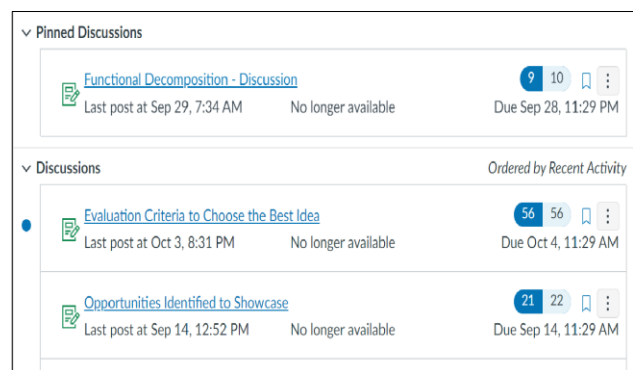 Pinned Discussions
Functional Decomposition - Discussion 9 10
Last post at Sep 29, 7:34 AM No longer available Due Sep 28, 11:29 PM
Discussions Ordered by Recent Activity
Evaluation Criteria to Choose the Best Idea 56 56
Last post at Oct 3, 8:31 PM No longer available Due Oct 4, 11:29 AM
Opportunities Identified to Showcase 21 22
Last post at Sep 14, 12:52 PM No longer available Due Sep 14, 11:29 AM